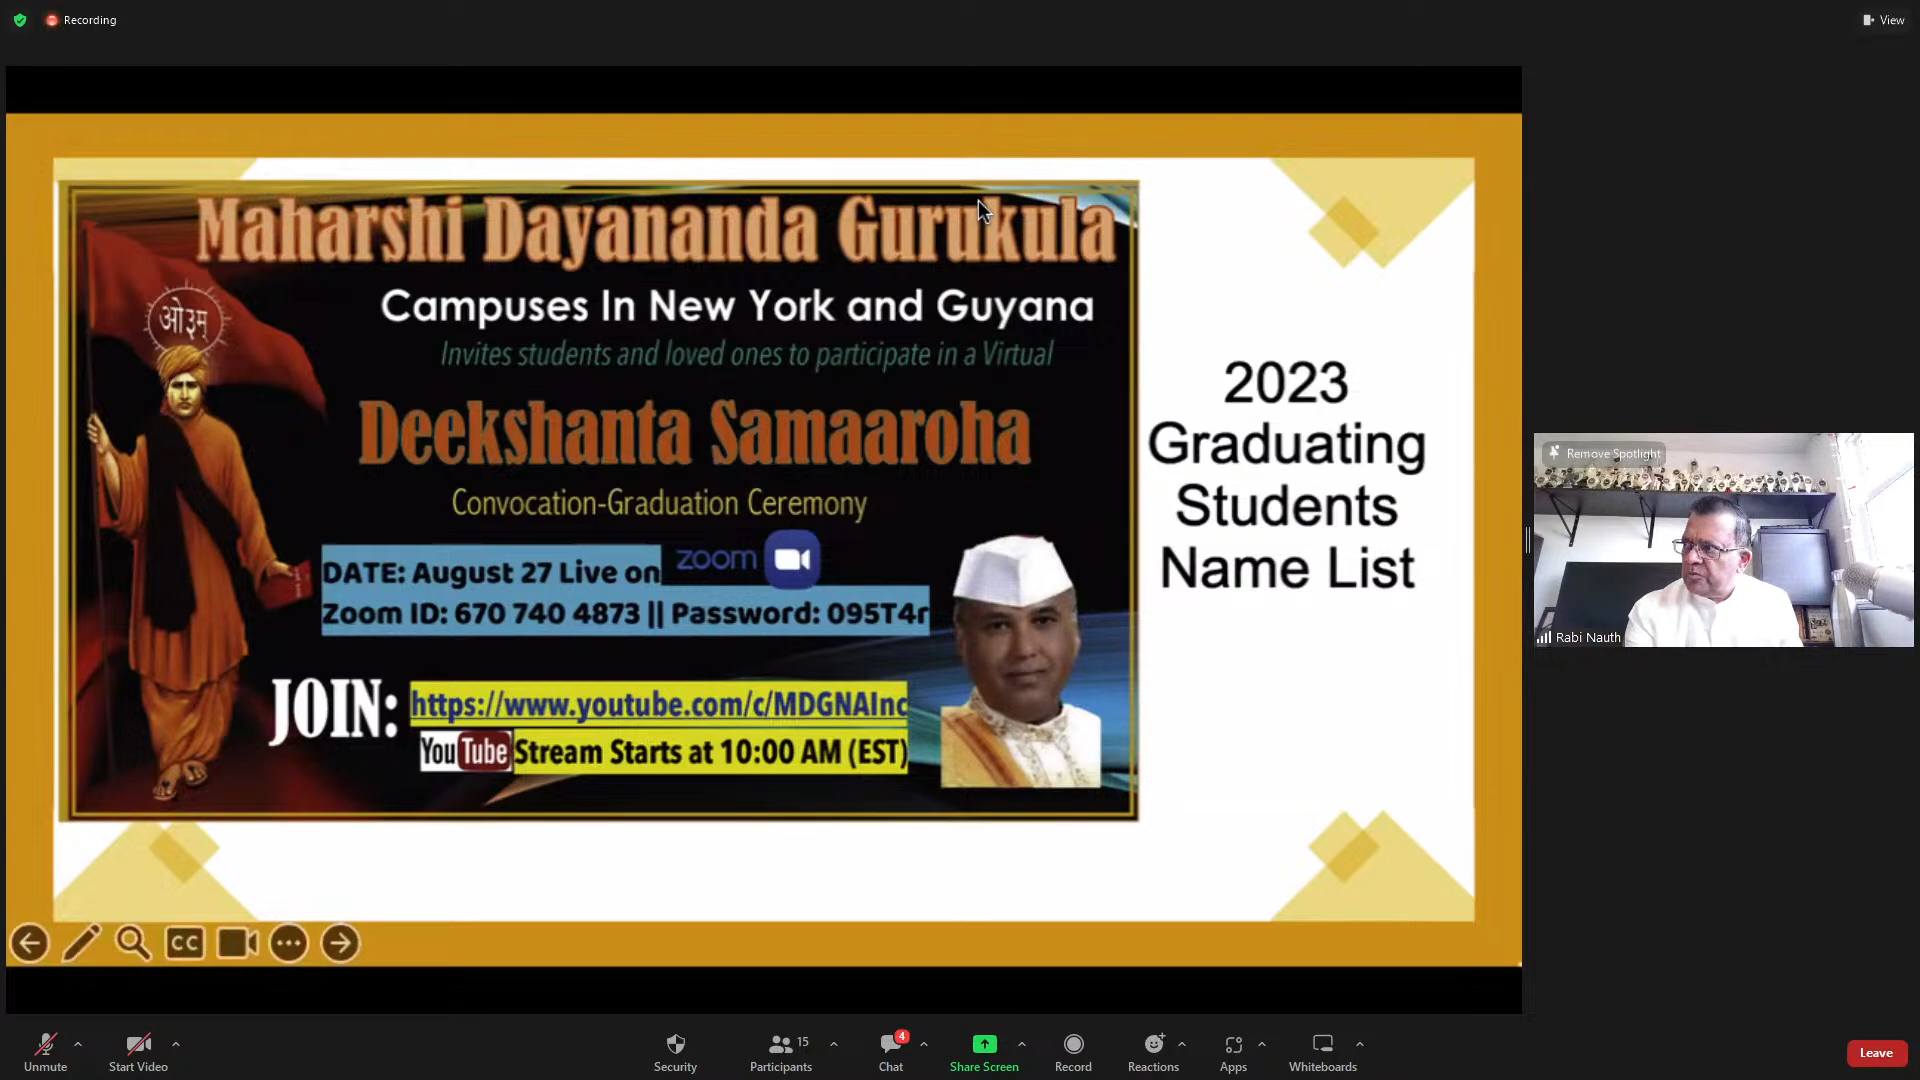 Recording
View
Maharshi Dayananda Gurukula
Campuses In New York and Guyana
Invites students and loved ones to participate in a Virtual
ओ३म्
Deekshanta Samaaroha
Convocation-Graduation Ceremony
DATE: August 27 Live on zoom
Zoom ID: 670 740 4873 || Password: 095T4r
JOIN: https://www.youtube.com/c/MDGNAInc
YouTube Stream Starts at 10:00 AM (EST)
2023
Graduating
Students
Name List
Remove Spotlight
Rabi Nauth
CC
Unmute
Start Video
Security
Participants 15
Chat 4
Share Screen
Record
Reactions
Apps
Whiteboards
Leave